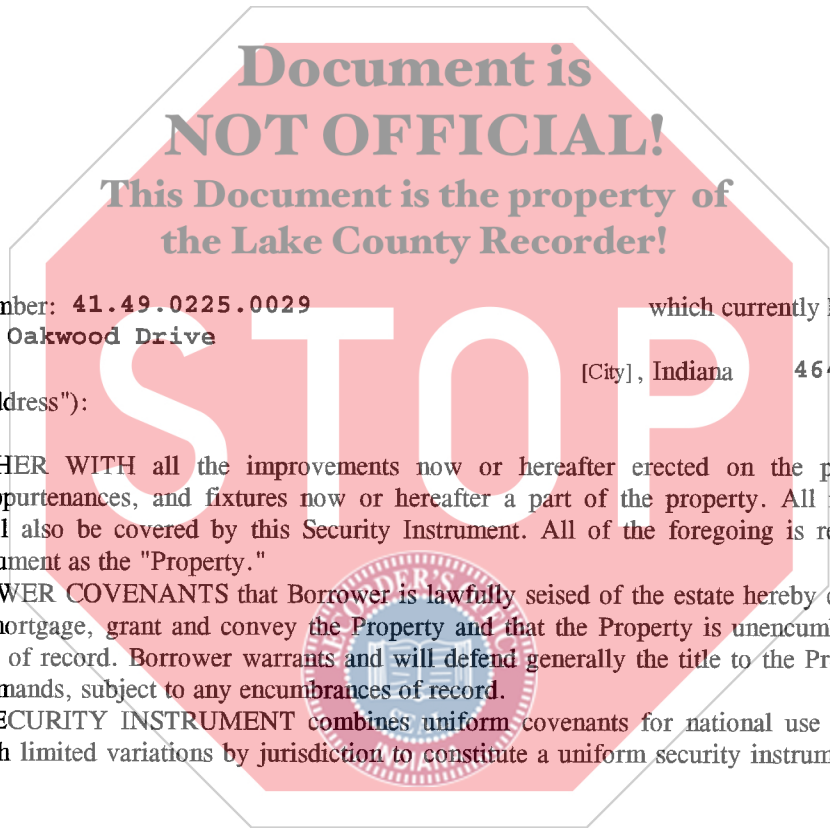 Document is
NOT OFFICIAL!
This Document is the property of
the Lake County Recorder!
mber: 41.49.0225.0029 which currently
Oakwood Drive
[City], Indiana 464
ddress"):
HER WITH all the improvements now or hereafter erected on the p
ppurtenances, and fixtures now or hereafter a part of the property. All
l also be covered by this Security Instrument. All of the foregoing is re
ument as the "Property."
WER COVENANTS that Borrower is lawfully seised of the estate hereby
mortgage, grant and convey the Property and that the Property is unencum
of record. Borrower warrants and will defend generally the title to the Pr
mands, subject to any encumbrances of record.
ECURITY INSTRUMENT combines uniform covenants for national use
h limited variations by jurisdiction to constitute a uniform security instrum
STOP
RECORDER'S OFFICE
SEAL
INDIANA